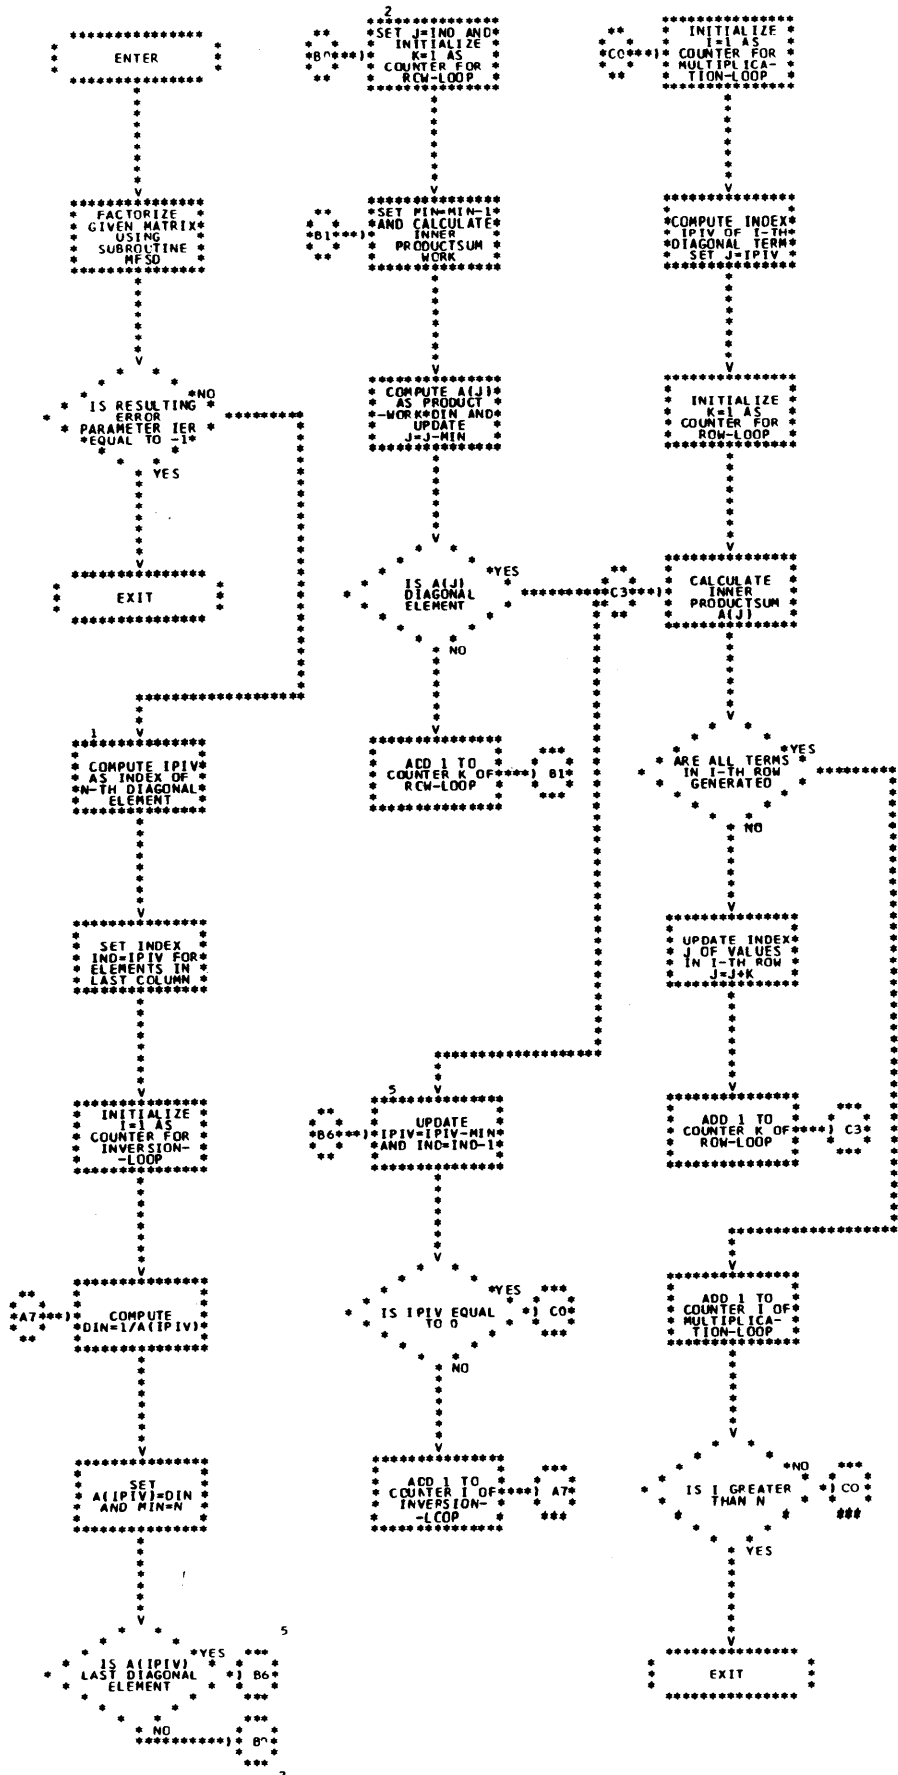 ENTER
FACTORIZE
GIVEN MATRIX
USING
SUBROUTINE
MFSD
NO
IS RESULTING
ERROR
PARAMETER IER
EQUAL TO -1
YES
EXIT
1
COMPUTE IPIV
AS INDEX OF
N-TH DIAGONAL
ELEMENT
SET INDEX
IND=IPIV FOR
ELEMENTS IN
LAST COLUMN
INITIALIZE
I=1 AS
COUNTER FOR
INVERSION-
-LOOP
A7
COMPUTE
DIN=1/A(IPIV)
SET
A(IPIV)=DIN
AND MIN=N
5
YES
IS A(IPIV)
LAST DIAGONAL
ELEMENT
B6
NO
2
SET J=IND AND
INITIALIZE
K=1 AS
COUNTER FOR
ROW-LOOP
B1
SET MIN=MIN-1
AND CALCULATE
INNER
PRODUCTSUM
WORK
COMPUTE A(J)
AS PRODUCT
-WORK*DIN AND
UPDATE
J=J-MIN
YES
IS A(J)
DIAGONAL
ELEMENT
NO
ADD 1 TO
COUNTER K OF
ROW-LOOP
B1
5
B6
UPDATE
IPIV=IPIV-MIN
AND IND=IND-1
YES
IS IPIV EQUAL
TO 0
C0
NO
ADD 1 TO
COUNTER I OF
INVERSION-
-LOOP
A7
C0
INITIALIZE
I=1 AS
COUNTER FOR
MULTIPLICA-
TION-LOOP
COMPUTE INDEX
IPIV OF I-TH
DIAGONAL TERM
SET J=IPIV
INITIALIZE
K=1 AS
COUNTER FOR
ROW-LOOP
C3
CALCULATE
INNER
PRODUCTSUM
A(J)
YES
ARE ALL TERMS
IN I-TH ROW
GENERATED
NO
UPDATE INDEX
J OF VALUES
IN I-TH ROW
J=J+K
ADD 1 TO
COUNTER K OF
ROW-LOOP
C3
ADD 1 TO
COUNTER I OF
MULTIPLICA-
TION-LOOP
NO
IS I GREATER
THAN N
C0
YES
EXIT